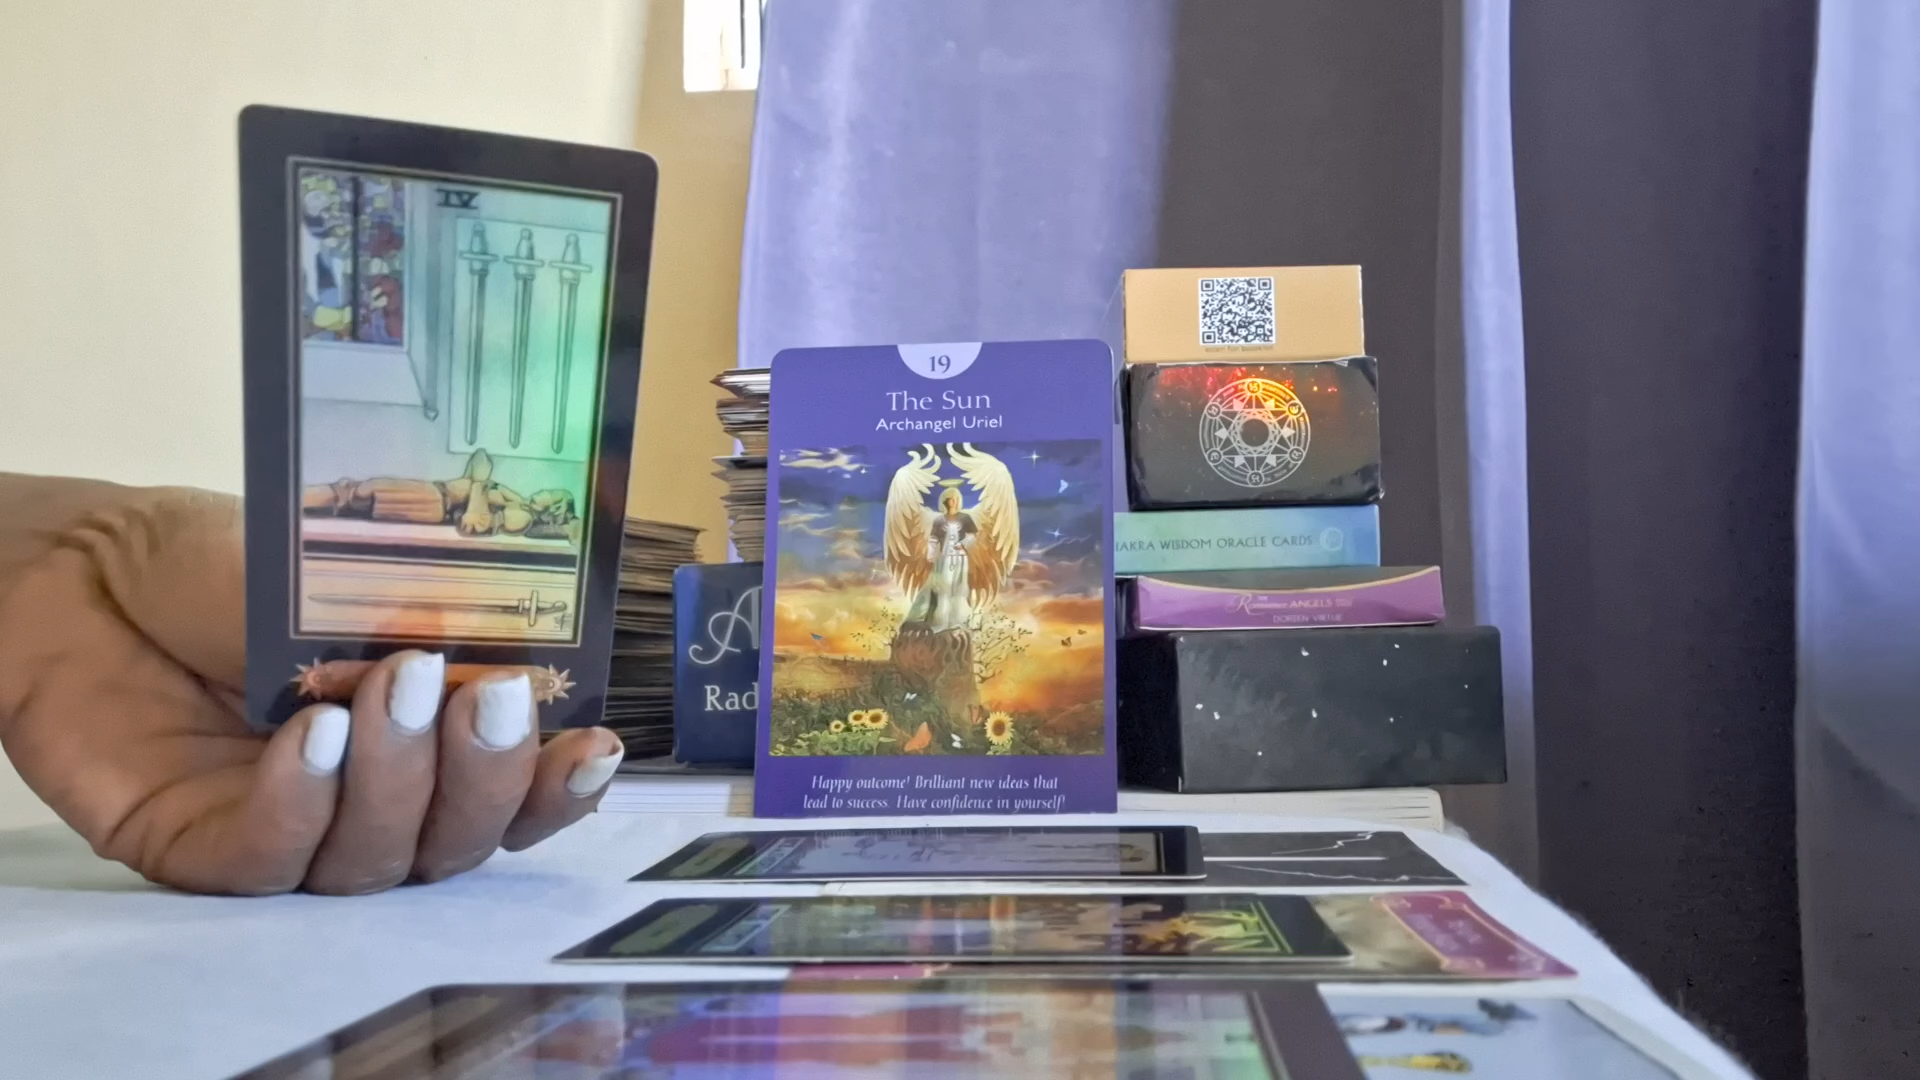 IV
19
The Sun
Archangel Uriel
Happy outcome! Brilliant new ideas that
lead to success. Have confidence in yourself!
A
Rad
AKRA WISDOM ORACLE CARDS
Romance ANGELS
DOREEN VIRTUE